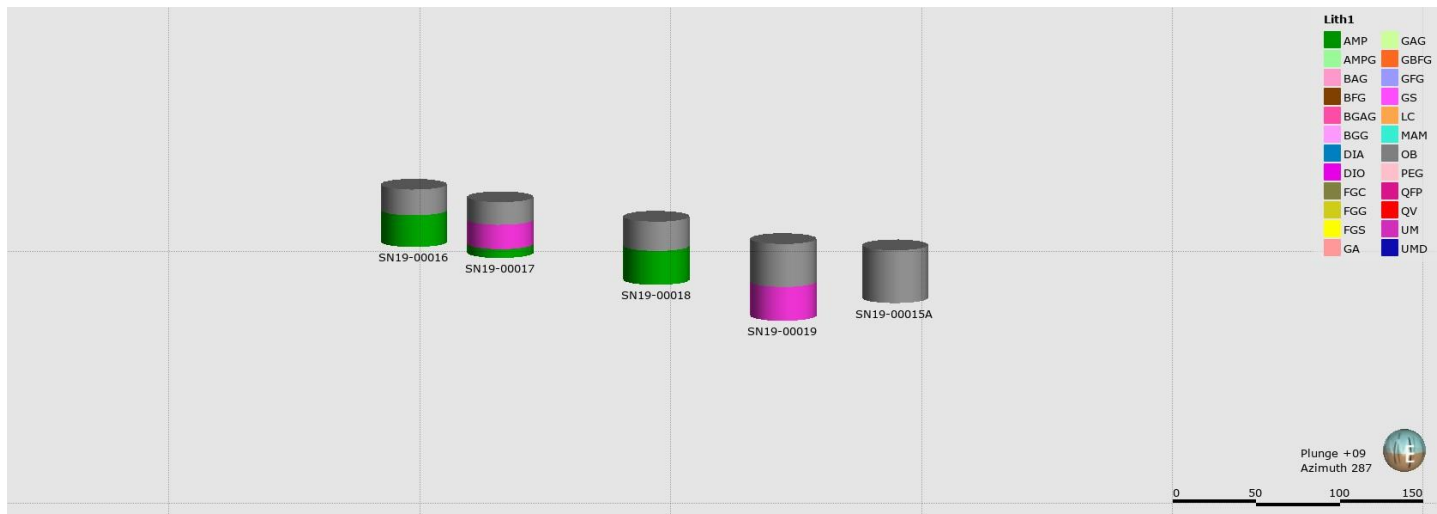 Lith1
AMP GAG
AMPG GBFG
BAG GFG
BFG GS
BGAG LC
BGG MAM
DIA OB
DIO PEG
FGC QFP
FGG QV
FGS UM
GA UMD
SN19-00016
SN19-00017
SN19-00018
SN19-00019
SN19-00015A
E
Plunge +09
Azimuth 287
0 50 100 150